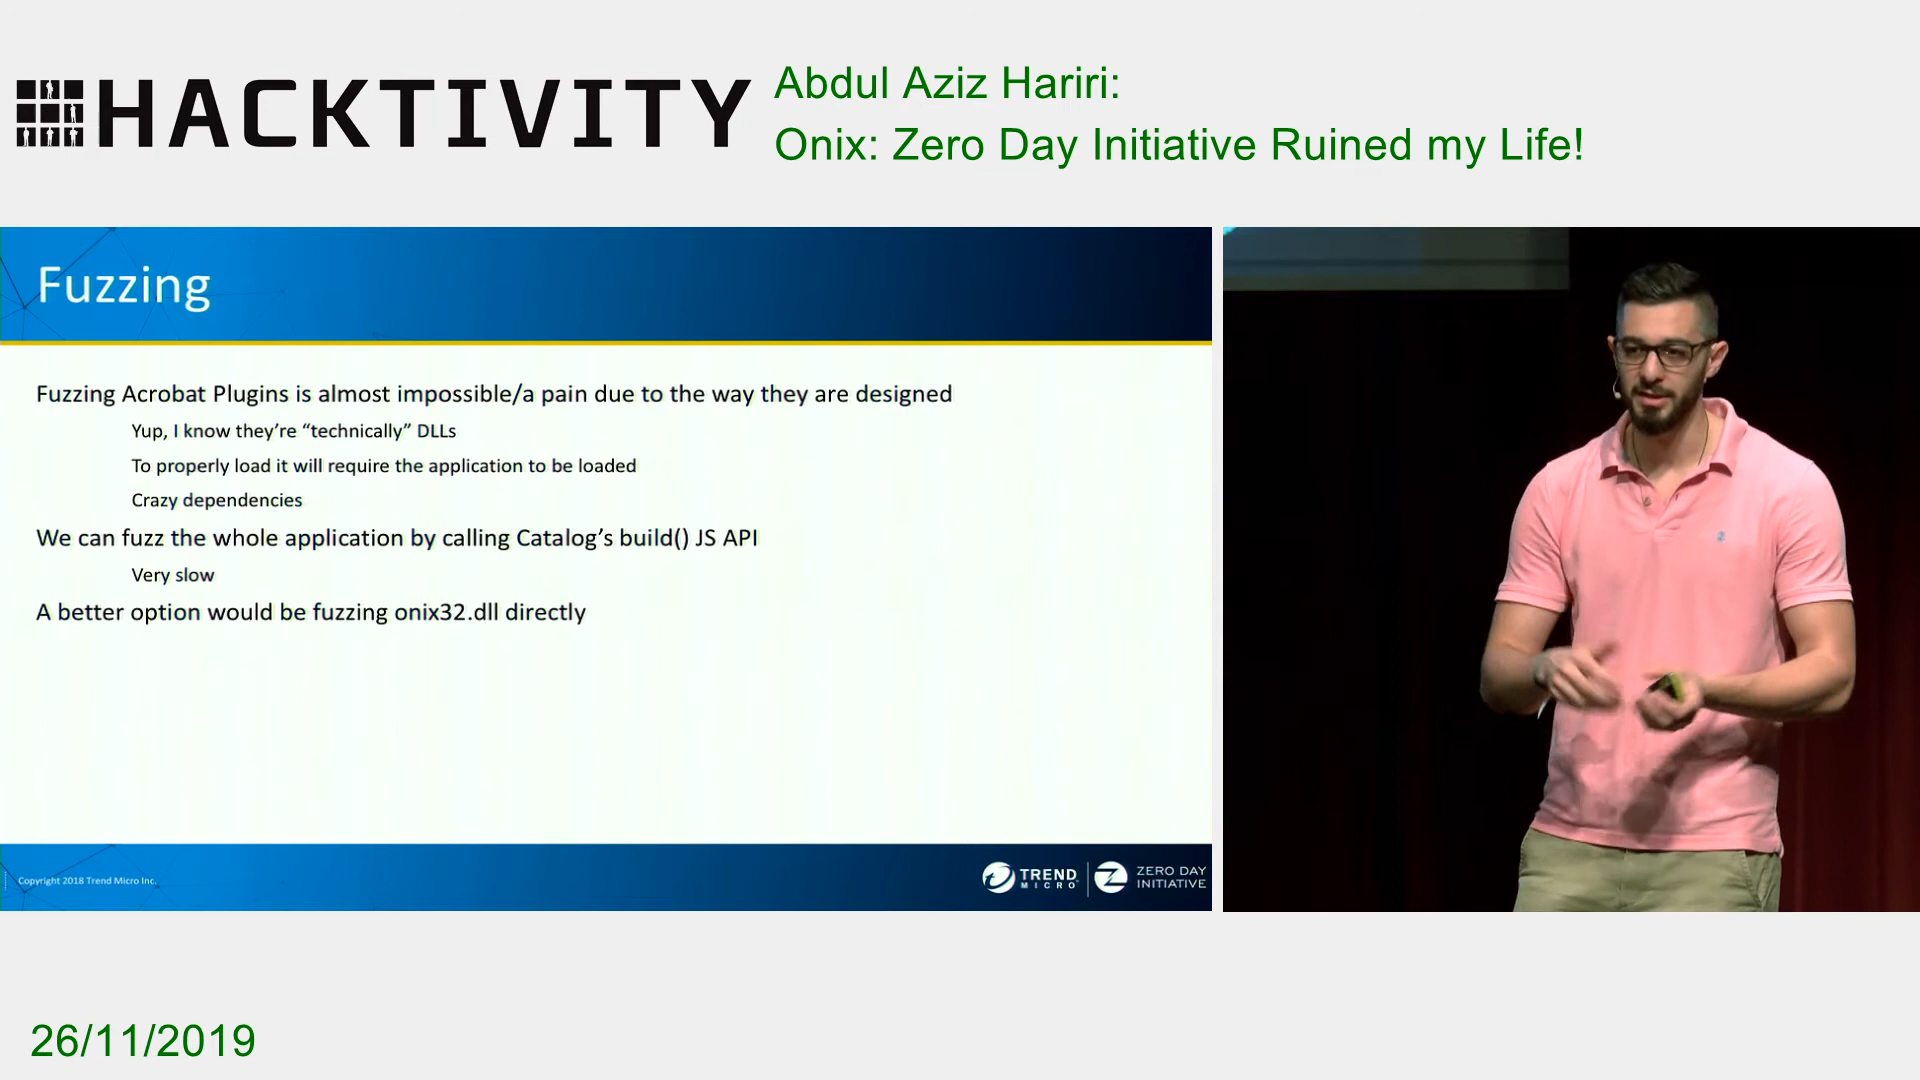 HACKTIVITY
Abdul Aziz Hariri:
Onix: Zero Day Initiative Ruined my Life!
Fuzzing
Fuzzing Acrobat Plugins is almost impossible/a pain due to the way they are designed
Yup, I know they’re “technically” DLLs
To properly load it will require the application to be loaded
Crazy dependencies
We can fuzz the whole application by calling Catalog’s build() JS API
Very slow
A better option would be fuzzing onix32.dll directly
Copyright 2018 Trend Micro Inc.
TREND
MICRO
ZERO DAY
INITIATIVE
26/11/2019